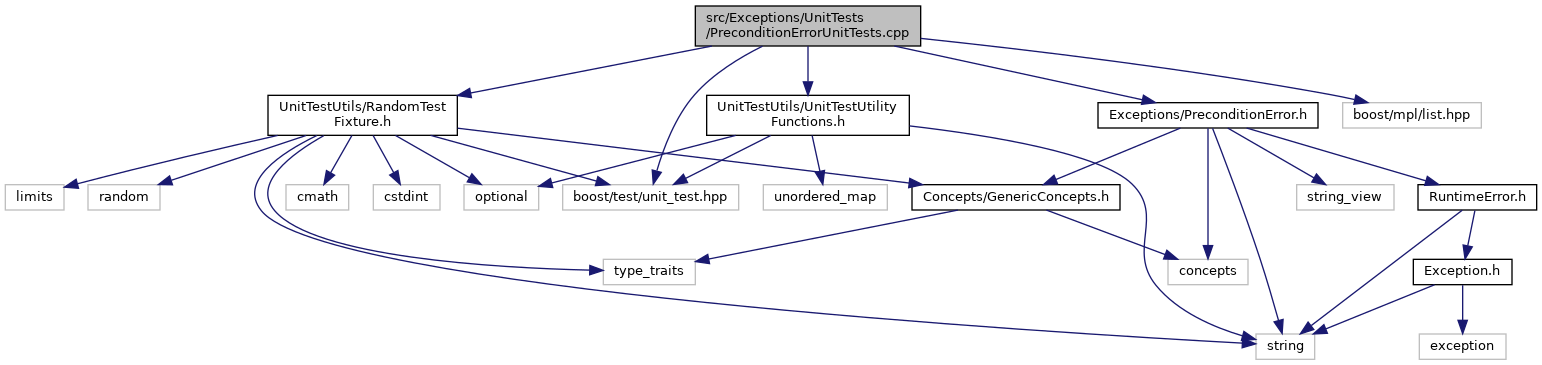 src/Exceptions/UnitTests
/PreconditionErrorUnitTests.cpp
UnitTestUtils/RandomTest
Fixture.h
UnitTestUtils/UnitTestUtility
Functions.h
Exceptions/PreconditionError.h
boost/mpl/list.hpp
limits
random
cmath
cstdint
optional
boost/test/unit_test.hpp
unordered_map
Concepts/GenericConcepts.h
string_view
RuntimeError.h
type_traits
concepts
Exception.h
string
exception